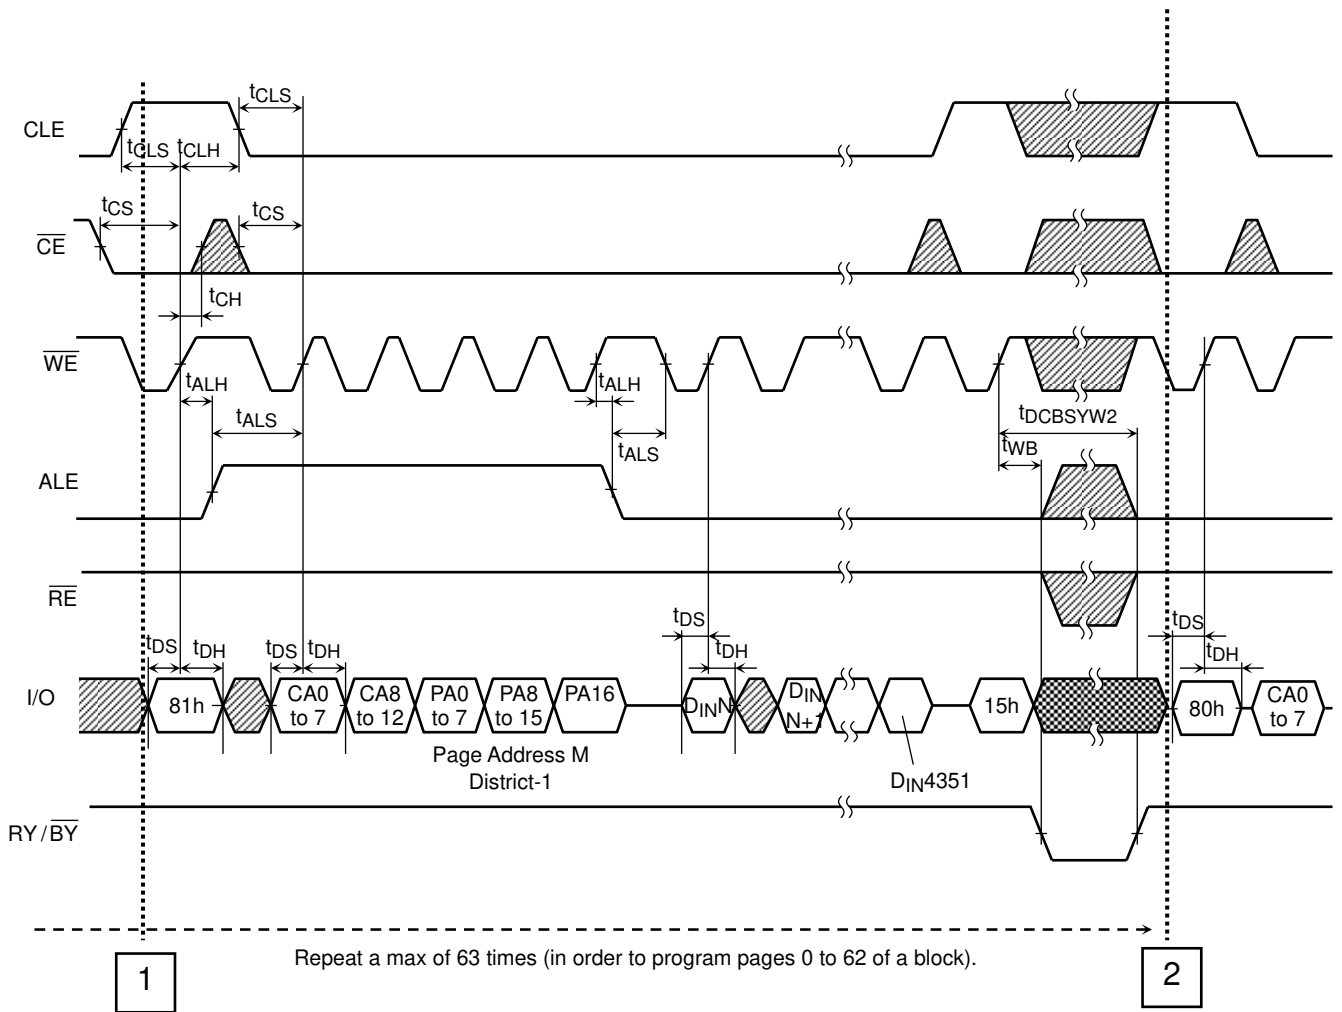 tCLS
CLE
tCLS tCLH
tCS
tCS
CE
tCH
WE
tALH
tALH
tALS
tDCBSYW2
tALS
tWB
ALE
RE
tDS
tDS
tDS tDH
tDS tDH
tDH
tDH
I/O
81h
CA0 to 7
CA8 to 12
PA0 to 7
PA8 to 15
PA16
DINN
DIN N+1
15h
80h
CA0 to 7
Page Address M
District-1
DIN4351
RY/BY
1
Repeat a max of 63 times (in order to program pages 0 to 62 of a block).
2